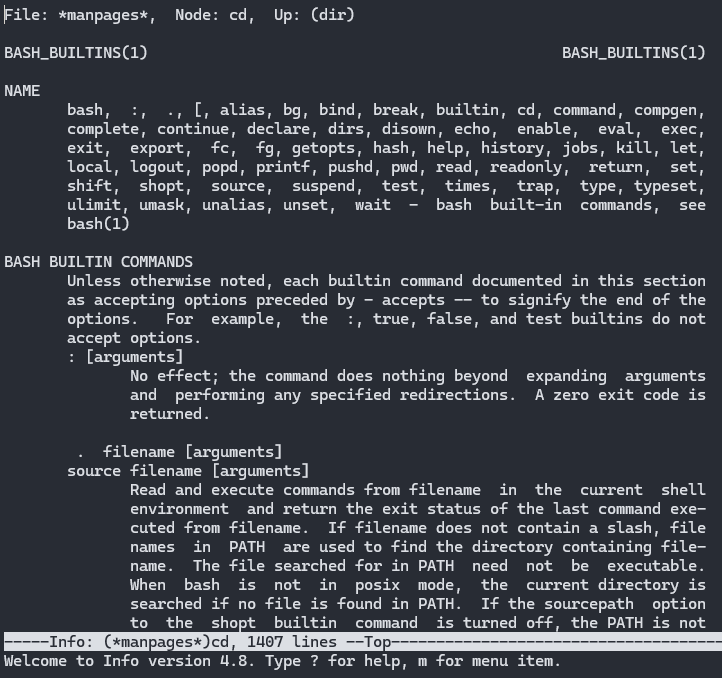 File: *manpages*,  Node: cd,  Up: (dir)
BASH_BUILTINS(1)                                              BASH_BUILTINS(1)
NAME
       bash,  :,  ., [, alias, bg, bind, break, builtin, cd, command, compgen,
       complete, continue, declare, dirs, disown, echo,  enable,  eval,  exec,
       exit,  export,  fc,  fg, getopts, hash, help, history, jobs, kill, let,
       local, logout, popd, printf, pushd, pwd, read, readonly,  return,  set,
       shift,  shopt,  source,  suspend,  test,  times,  trap,  type, typeset,
       ulimit, umask, unalias, unset,  wait  -  bash  built-in  commands,  see
       bash(1)
BASH BUILTIN COMMANDS
       Unless otherwise noted, each builtin command documented in this section
       as accepting options preceded by - accepts -- to signify the end of the
       options.   For  example,  the  :, true, false, and test builtins do not
       accept options.
       : [arguments]
              No effect; the command does nothing beyond  expanding  arguments
              and  performing any specified redirections.  A zero exit code is
              returned.
        .  filename [arguments]
       source filename [arguments]
              Read and execute commands from filename  in  the  current  shell
              environment  and return the exit status of the last command exe-
              cuted from filename.  If filename does not contain a slash, file
              names  in  PATH  are used to find the directory containing file-
              name.  The file searched for in PATH  need  not  be  executable.
              When  bash  is  not  in  posix  mode,  the  current directory is
              searched if no file is found in PATH.  If the sourcepath  option
              to  the  shopt  builtin  command  is turned off, the PATH is not
-----Info: (*manpages*)cd, 1407 lines --Top-------------------------------------
Welcome to Info version 4.8. Type ? for help, m for menu item.